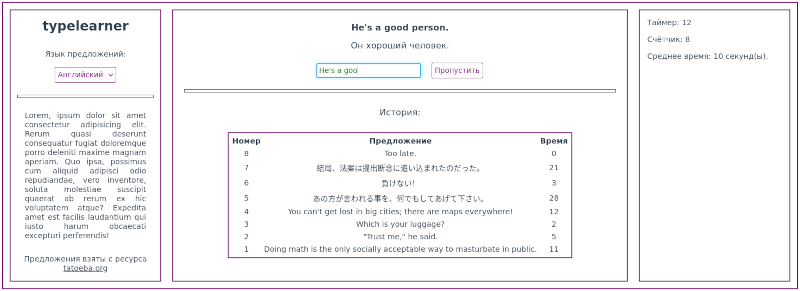 typelearner
Язык предложений:
Английский
Lorem, ipsum dolor sit amet
consectetur adipisicing elit.
Rerum quasi deserunt
consequatur fugiat doloremque
porro deleniti maxime magnam
aperiam. Quo ipsa, possimus
cum aliquid adipisci odio
repudiandae, vero inventore,
soluta molestiae suscipit
quaerat ab rerum ex hic
voluptatem atque? Expedita
amet est facilis laudantium qui
iusto harum obcaecati
excepturi perferendis!
Предложения взяты с ресурса
tatoeba.org
He's a good person.
Он хороший человек.
He's a goo Пропустить
История:
Номер Предложение Время
8 Too late. 0
7 結局、法案は提出断念に追い込まれたのだった。 21
6 負けない! 3
5 あの方が言われる事を、何でもしてあげて下さい。 28
4 You can't get lost in big cities; there are maps everywhere! 12
3 Which is your luggage? 2
2 "Trust me," he said. 5
1 Doing math is the only socially acceptable way to masturbate in public. 11
Таймер: 12
Счётчик: 8
Среднее время: 10 секунд(ы).